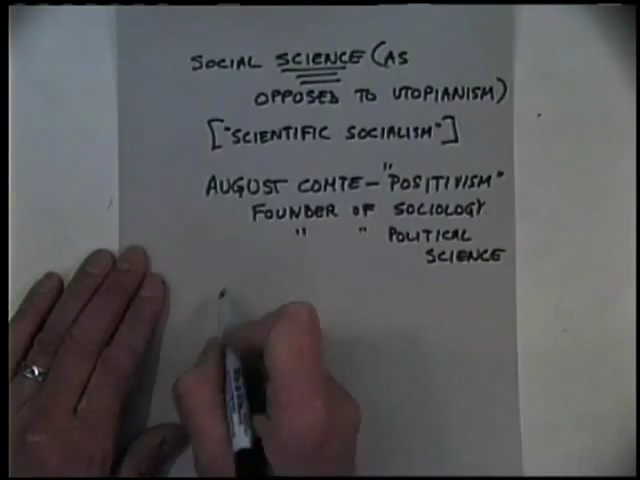 SOCIAL SCIENCE (AS
OPPOSED TO UTOPIANISM)
["SCIENTIFIC SOCIALISM"]
AUGUST COMTE - "POSITIVISM"
FOUNDER OF SOCIOLOGY
" " POLITICAL
SCIENCE